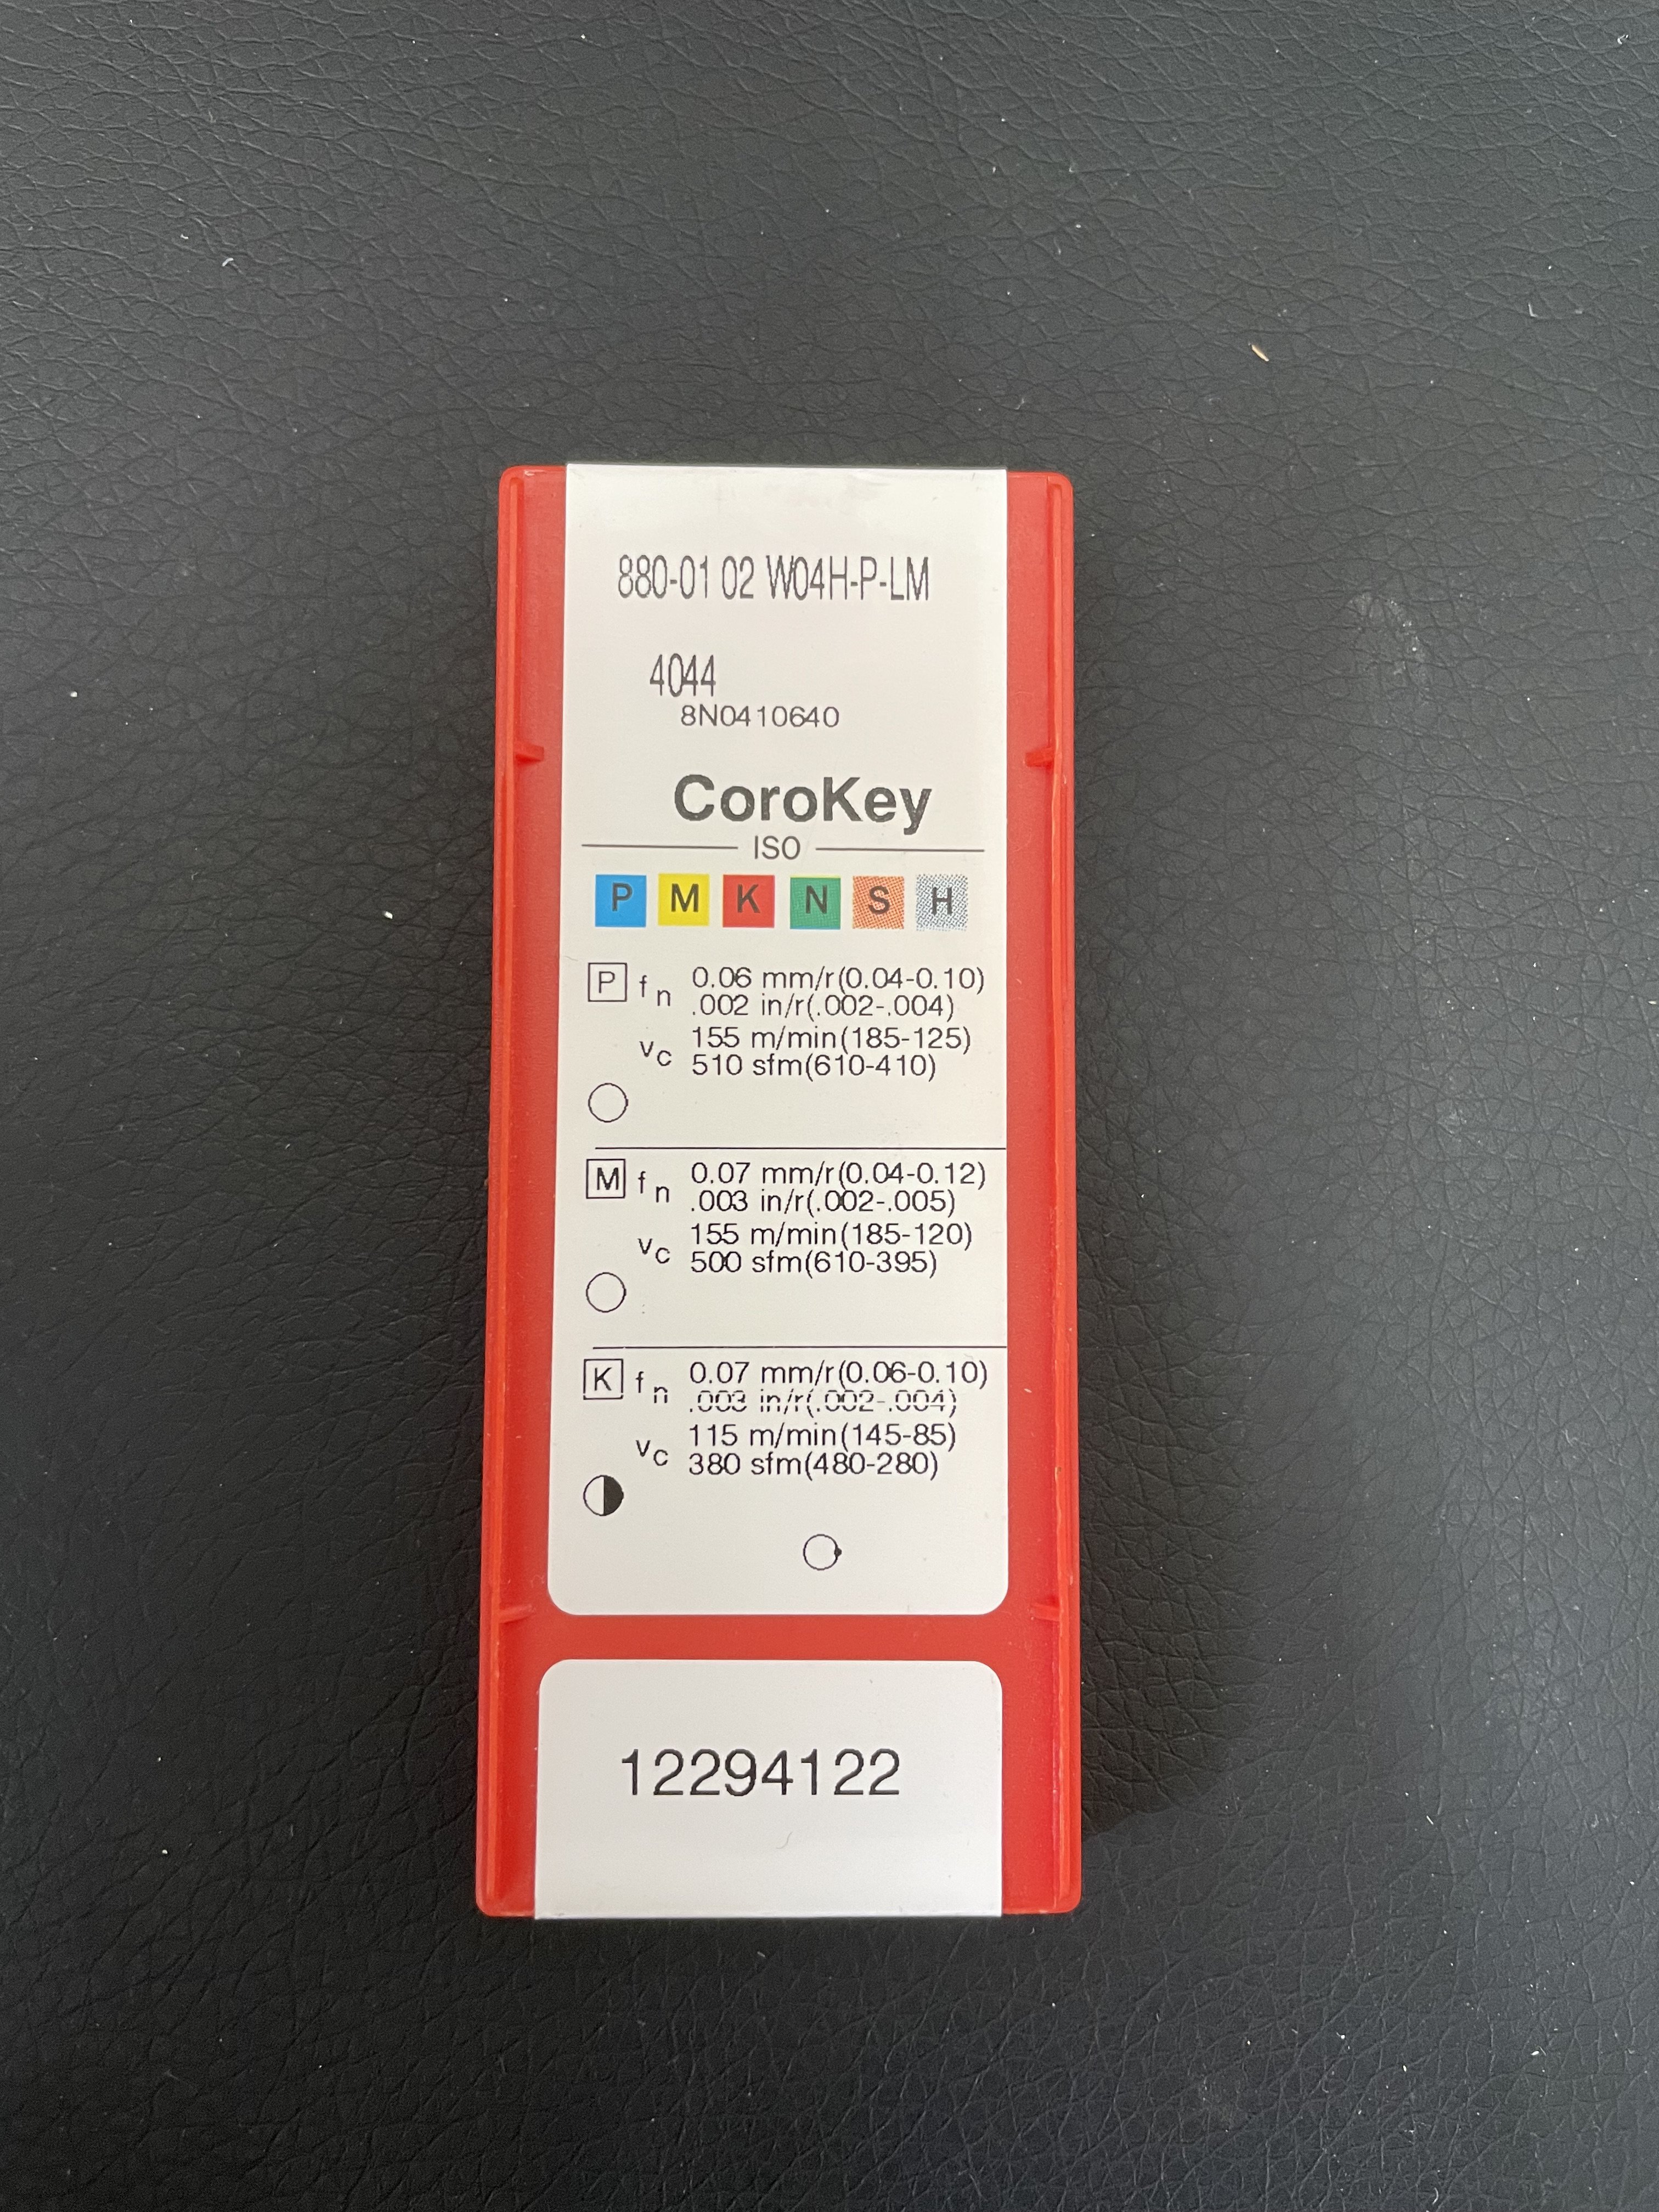 880-01 02 W04H-P-LM
4044
8N0410640
CoroKey
ISO
P M K N S H
P fn 0.06 mm/r(0.04-0.10)
.002 in/r(.002-.004)
vc 155 m/min(185-125)
510 sfm(610-410)
M fn 0.07 mm/r(0.04-0.12)
.003 in/r(.002-.005)
vc 155 m/min(185-120)
500 sfm(610-395)
K fn 0.07 mm/r(0.06-0.10)
.003 in/r(.002-.004)
vc 115 m/min(145-85)
380 sfm(480-280)
12294122